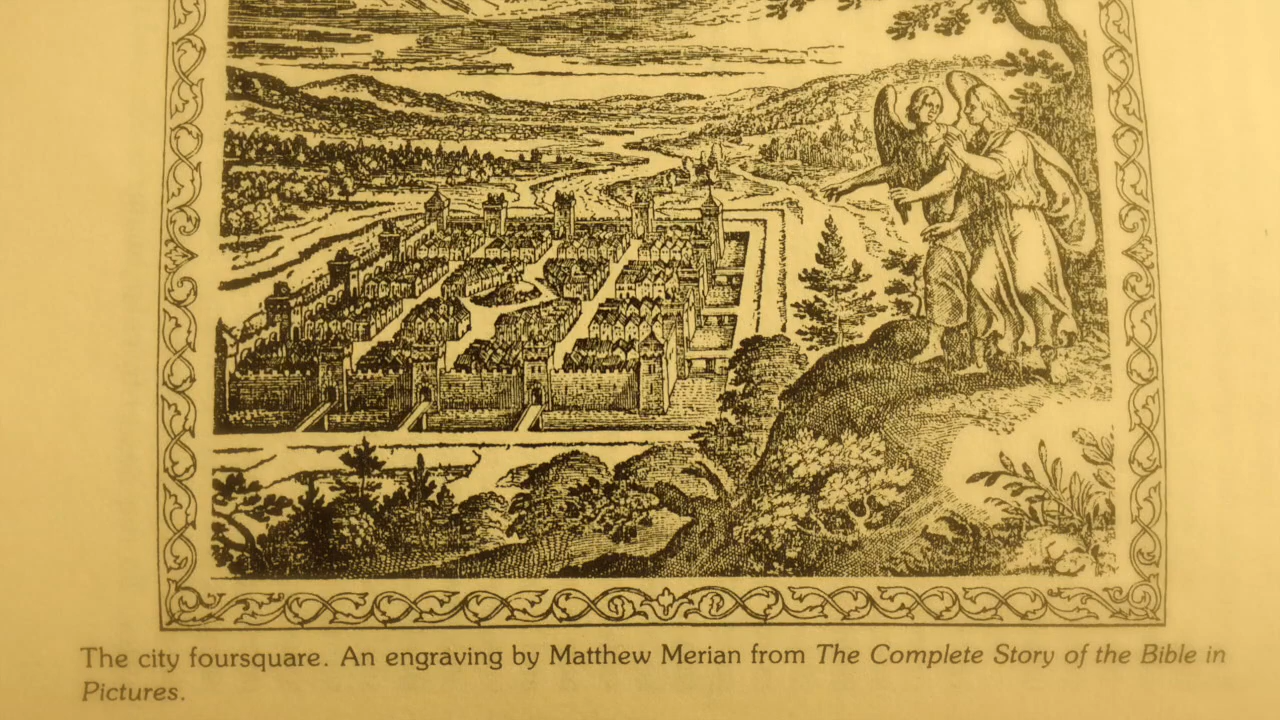 The city foursquare. An engraving by Matthew Merian from The Complete Story of the Bible in
Pictures.